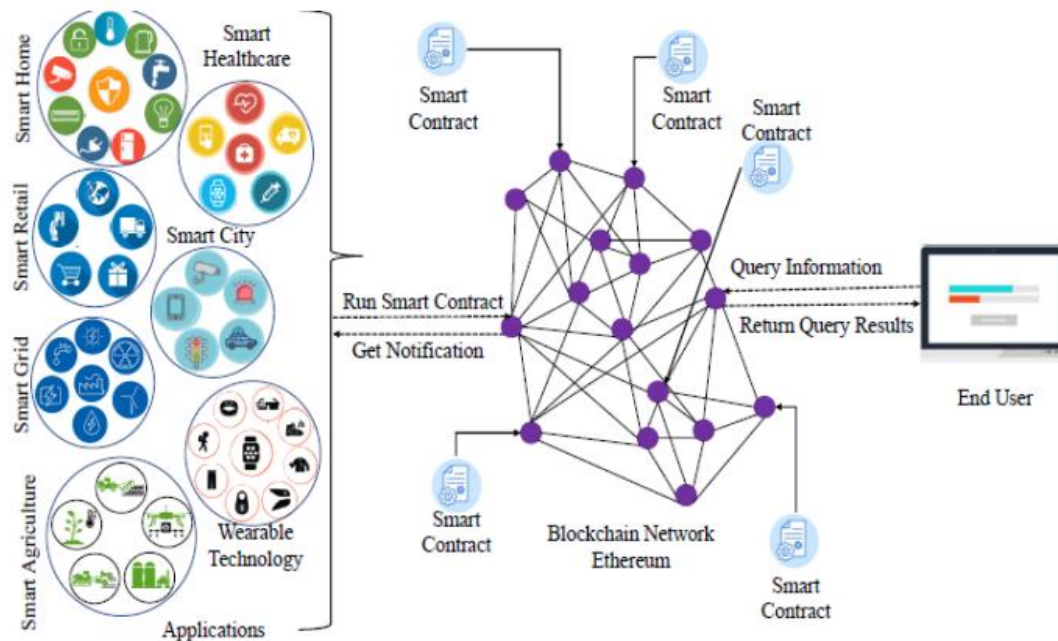 Smart Home
Smart
Healthcare
Smart Retail
Smart City
Smart Grid
Smart Agriculture
Wearable
Technology
Applications
Run Smart Contract
Get Notification
Smart
Contract
Smart
Contract
Smart
Contract
Smart
Contract
Blockchain Network
Ethereum
Smart
Contract
Query Information
Return Query Results
End User